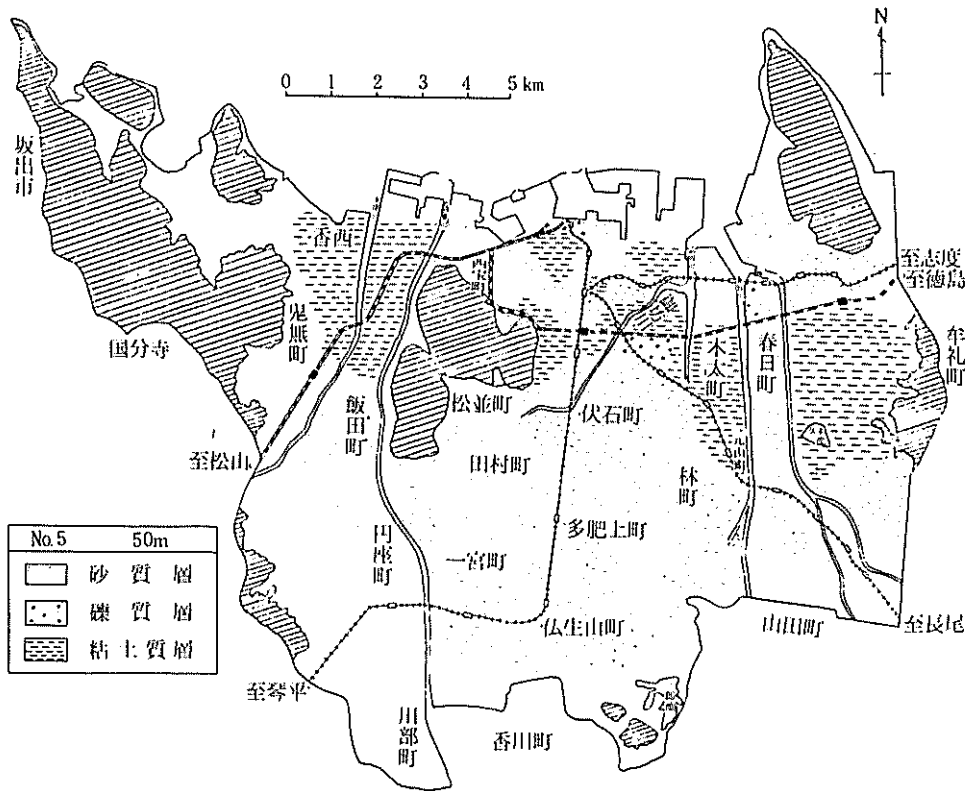 N
0 1 2 3 4 5 km
坂出市
香西
鬼無町
国分寺
至志度
至徳島
牟礼町
木太町
春日町
飯田町
松並町
伏石町
至松山
田村町
林町
円座町
一宮町
多肥上町
仏生山町
山田町
至長尾
至琴平
川部町
香川町
No.5 50m
砂質層
礫質層
粘土質層